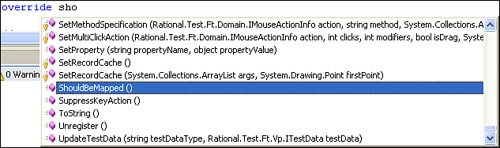 override sho
SetMethodSpecification (Rational.Test.Ft.Domain.IMouseActionInfo action, string method, System.Collections.A
SetMultiClickAction (Rational.Test.Ft.Domain.IMouseActionInfo action, int clicks, int modifiers, bool isDrag, System
SetProperty (string propertyName, object propertyValue)
SetRecordCache ()
SetRecordCache (System.Collections.ArrayList args, System.Drawing.Point firstPoint)
ShouldBeMapped ()
0 Warnin
SuppressKeyAction ()
ToString ()
Unregister ()
UpdateTestData (string testDataType, Rational.Test.Ft.Vp.ITestData testData)